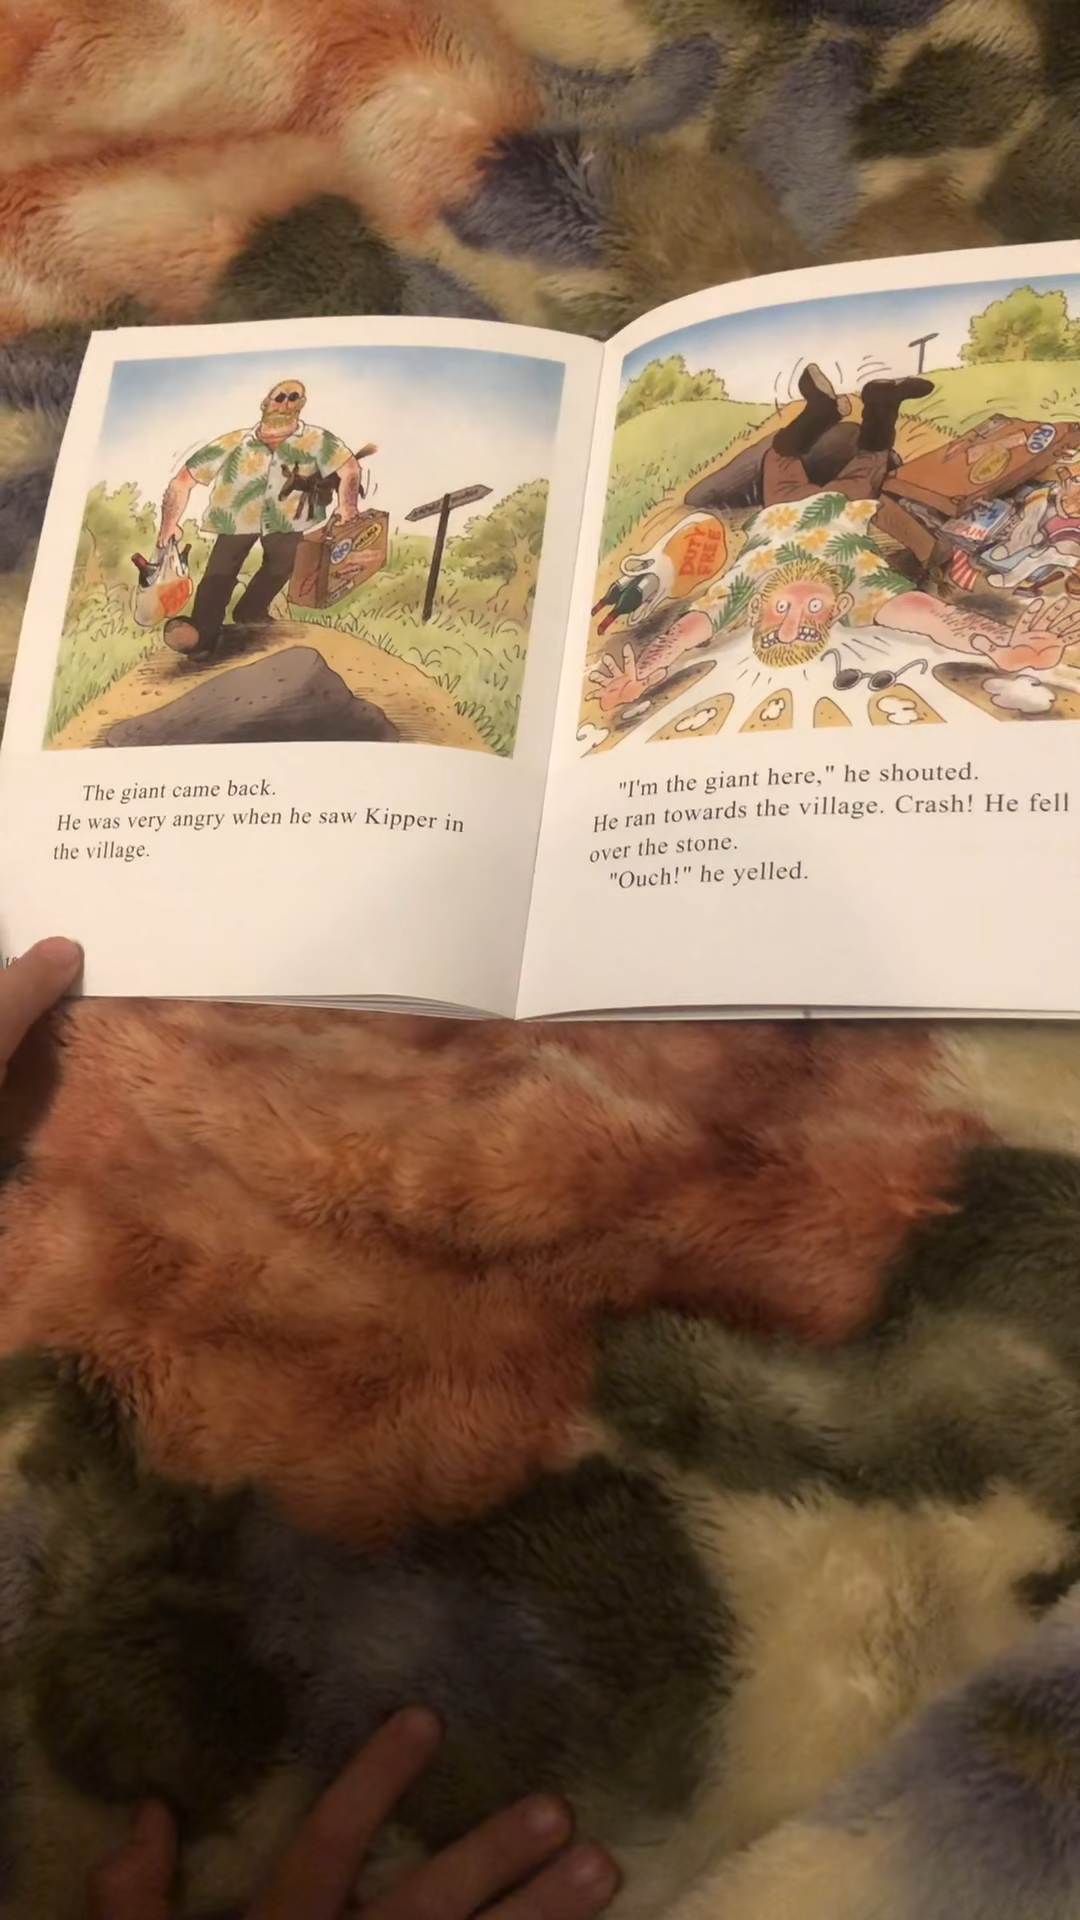 The giant came back.
He was very angry when he saw Kipper in
the village.
"I'm the giant here," he shouted.
He ran towards the village. Crash! He fell
over the stone.
"Ouch!" he yelled.
DUTY
FREE
RIO